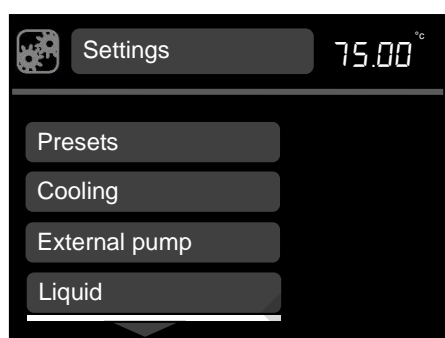 Settings
75.00 °c
Presets
Cooling
External pump
Liquid